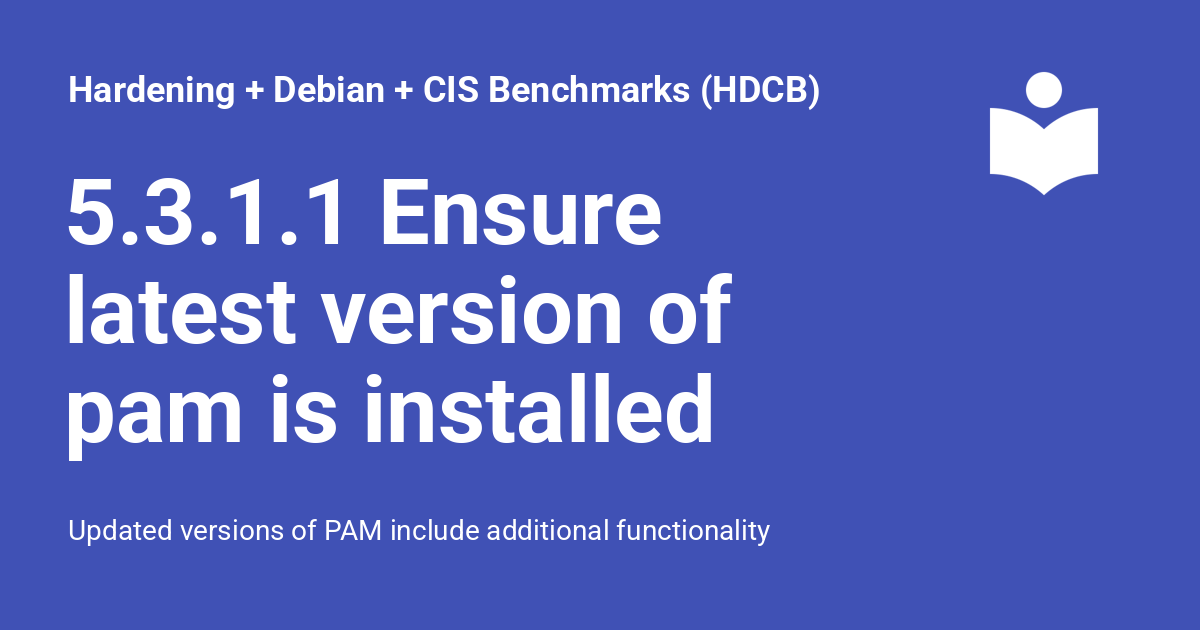 Hardening + Debian + CIS Benchmarks (HDCB)
5.3.1.1 Ensure
latest version of
pam is installed
Updated versions of PAM include additional functionality